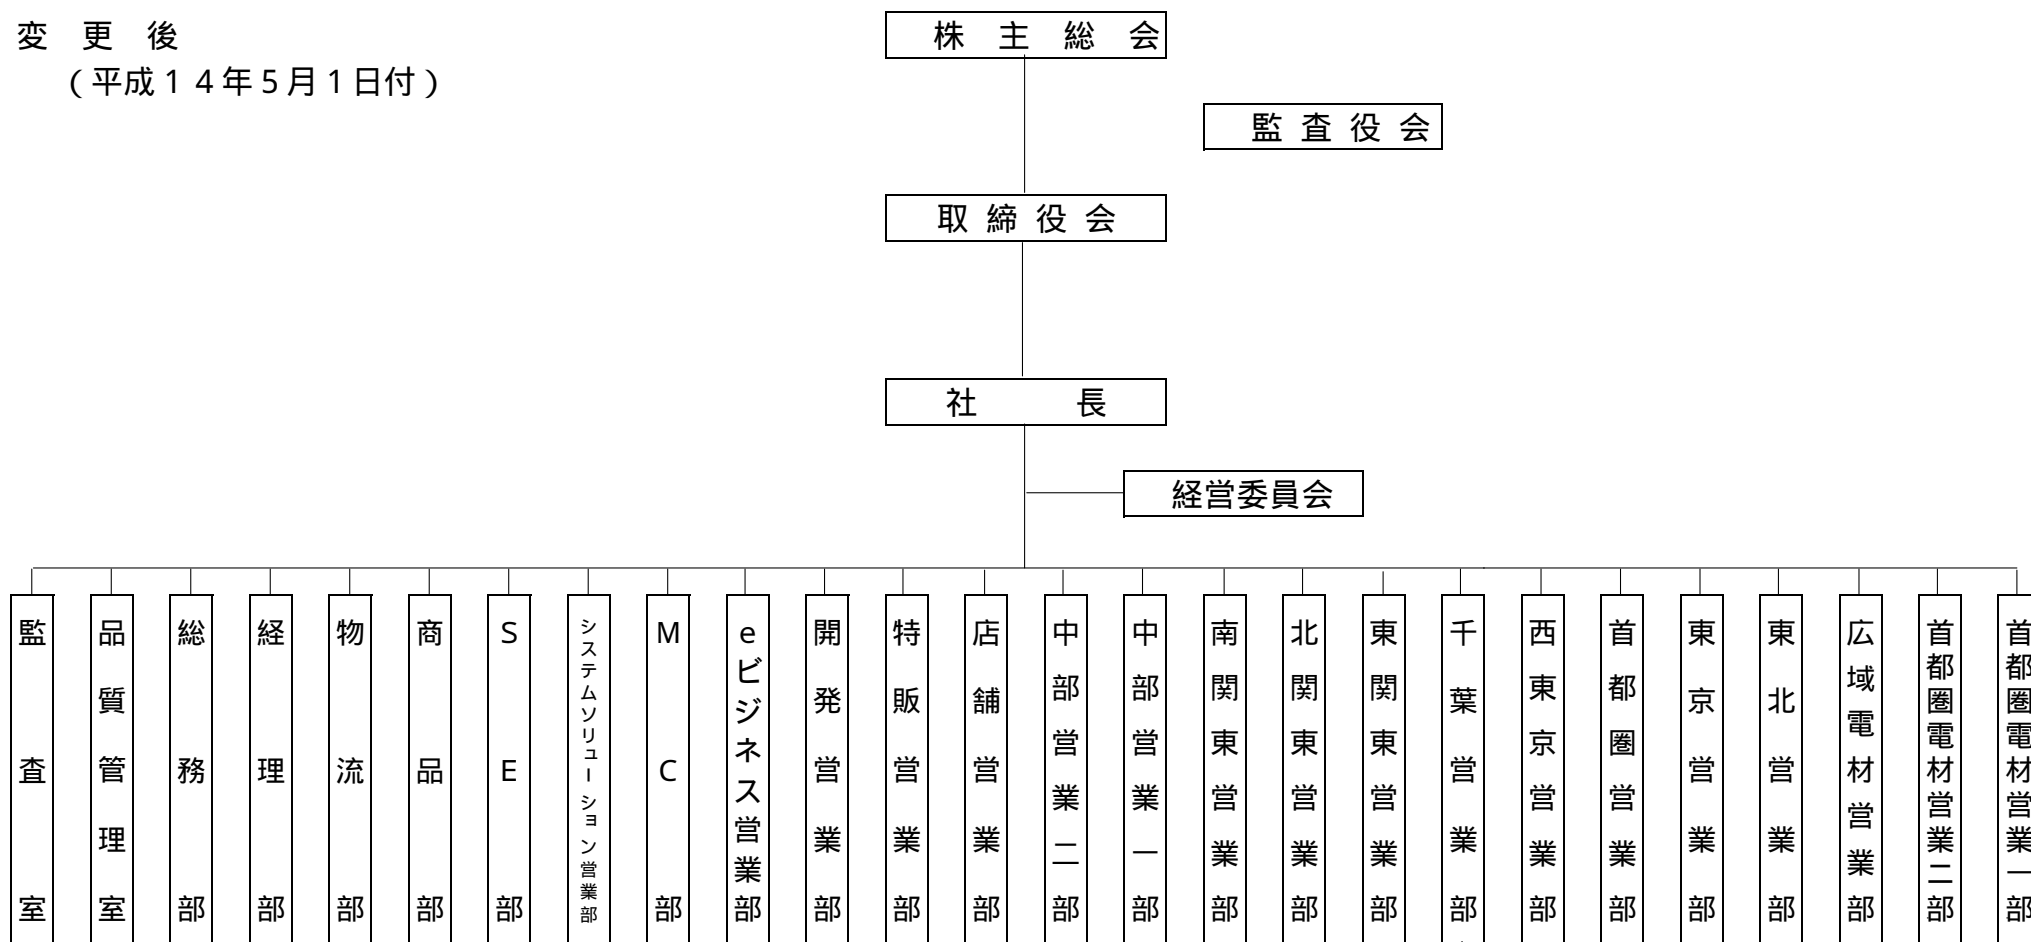 変更後
(平成14年5月1日付)
株主総会
監査役会
取締役会
社長
経営委員会
監査室
品質管理室
総務部
経理部
物流部
商品部
SE部
システムソリューション営業部
MC部
eビジネス営業部
開発営業部
特販営業部
店舗営業部
中部営業二部
中部営業一部
南関東営業部
北関東営業部
東関東営業部
千葉営業部
西東京営業部
首都圏営業部
東京営業部
東北営業部
広域電材営業部
首都圏電材営業二部
首都圏電材営業一部